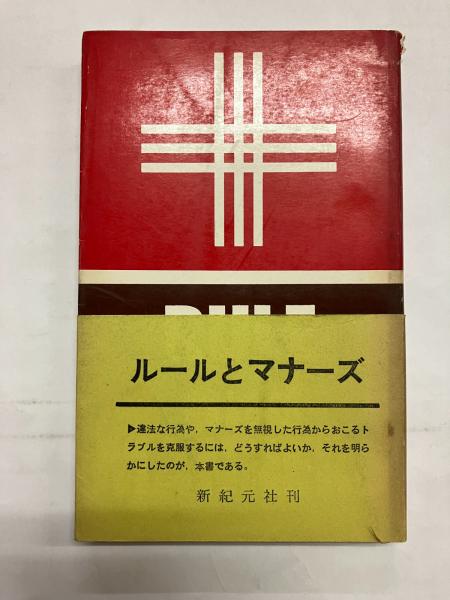 RULE
ルールとマナーズ
▶違法な行為や，マナーズを無視した行為からおこるト
ラブルを克服するには，どうすればよいか，それを明ら
かにしたのが，本書である。
新紀元社刊